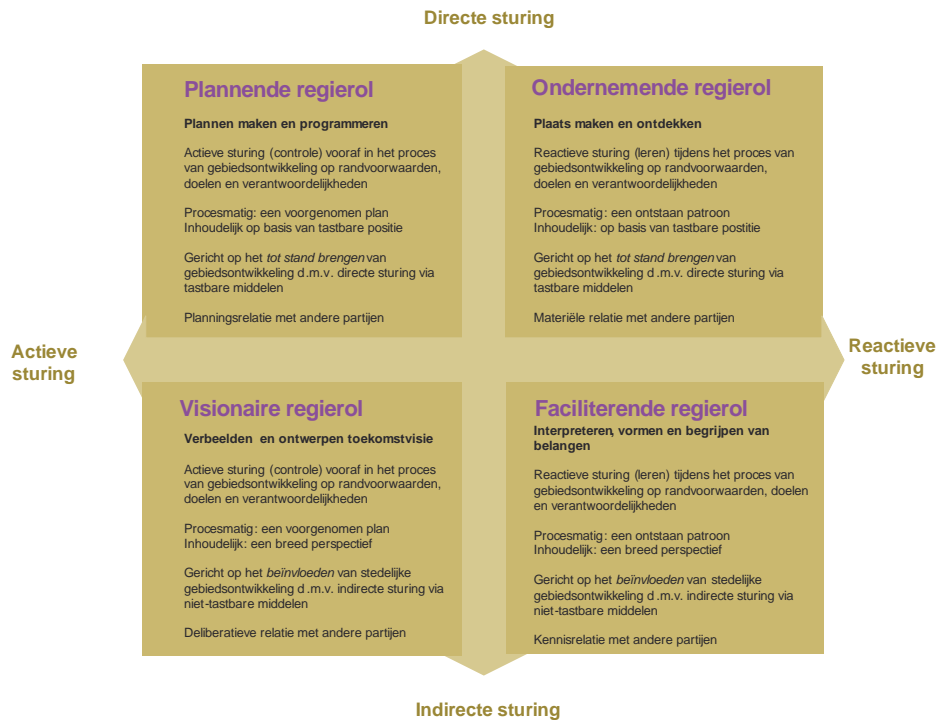 Directe sturing
Plannende regierol
Plannen maken en programmeren
Actieve sturing (controle) vooraf in het proces
van gebiedsontwikkeling op randvoorwaarden,
doelen en verantwoordelijkheden
Procesmatig: een voorgenomen plan
Inhoudelijk op basis van tastbare positie
Gericht op het tot stand brengen van
gebiedsontwikkeling d.m.v. directe sturing via
tastbare middelen
Planningsrelatie met andere partijen
Ondernemende regierol
Plaats maken en ontdekken
Reactieve sturing (leren) tijdens het proces van
gebiedsontwikkeling op randvoorwaarden,
doelen en verantwoordelijkheden
Procesmatig: een ontstaan patroon
Inhoudelijk: op basis van tastbare postitie
Gericht op het tot stand brengen van
gebiedsontwikkeling d.m.v. directe sturing via
tastbare middelen
Materiële relatie met andere partijen
Actieve
sturing
Reactieve
sturing
Visionaire regierol
Verbeelden en ontwerpen toekomstvisie
Actieve sturing (controle) vooraf in het proces
van gebiedsontwikkeling op randvoorwaarden,
doelen en verantwoordelijkheden
Procesmatig: een voorgenomen plan
Inhoudelijk: een breed perspectief
Gericht op het beïnvloeden van stedelijke
gebiedsontwikkeling d.m.v. indirecte sturing via
niet-tastbare middelen
Deliberatieve relatie met andere partijen
Faciliterende regierol
Interpreteren, vormen en begrijpen van
belangen
Reactieve sturing (leren) tijdens het proces van
gebiedsontwikkeling op randvoorwaarden, doelen
en verantwoordelijkheden
Procesmatig: een ontstaan patroon
Inhoudelijk: een breed perspectief
Gericht op het beïnvloeden van stedelijke
gebiedsontwikkeling d.m.v. indirecte sturing via
niet-tastbare middelen
Kennisrelatie met andere partijen
Indirecte sturing